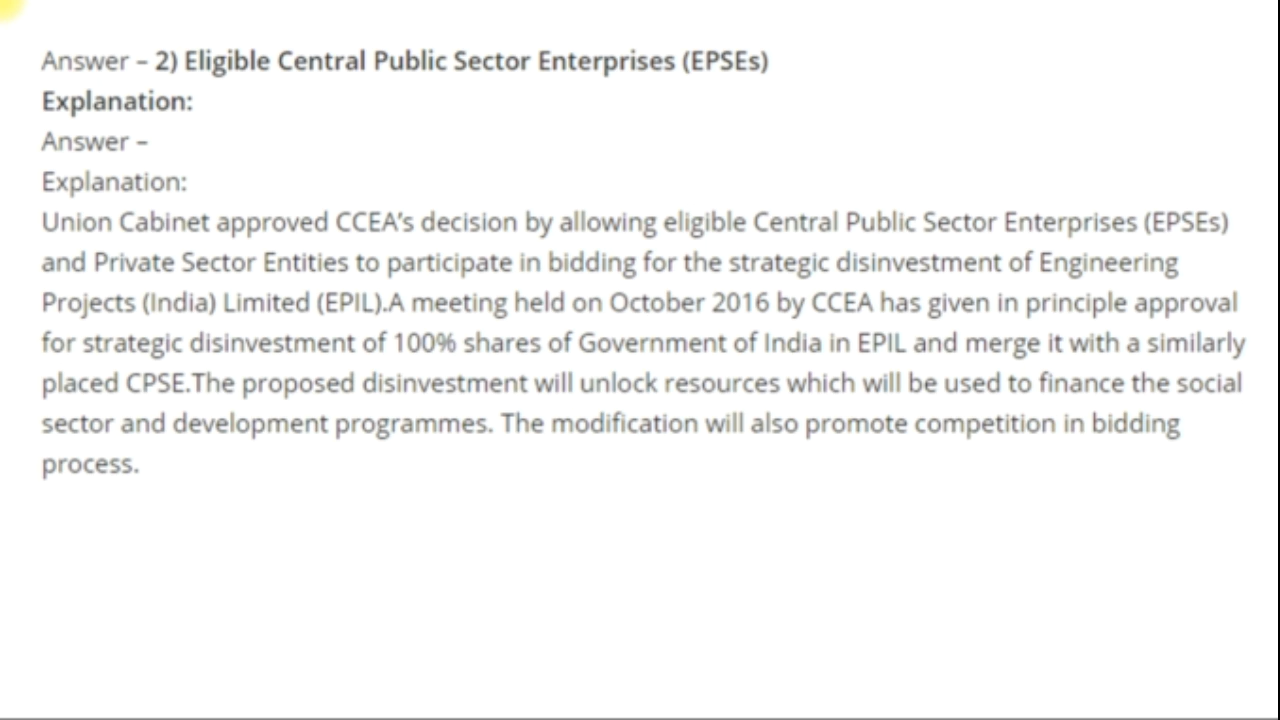 Answer – 2) Eligible Central Public Sector Enterprises (EPSEs)
Explanation:
Answer –
Explanation:
Union Cabinet approved CCEA’s decision by allowing eligible Central Public Sector Enterprises (EPSEs)
and Private Sector Entities to participate in bidding for the strategic disinvestment of Engineering
Projects (India) Limited (EPIL).A meeting held on October 2016 by CCEA has given in principle approval
for strategic disinvestment of 100% shares of Government of India in EPIL and merge it with a similarly
placed CPSE.The proposed disinvestment will unlock resources which will be used to finance the social
sector and development programmes. The modification will also promote competition in bidding
process.